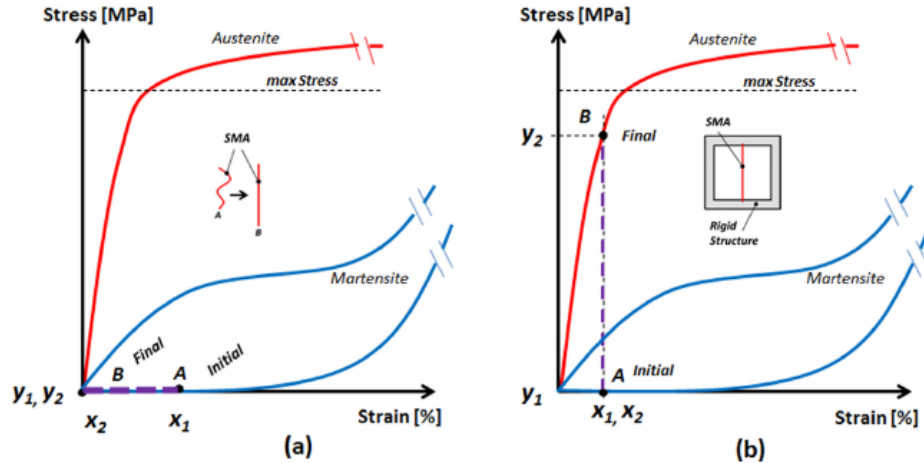 Stress [MPa]
Austenite
max Stress
SMA
A
B
Martensite
Final
Initial
B
A
y1, y2
x2
x1
Strain [%]
(a)
Stress [MPa]
Austenite
max Stress
B
SMA
y2
Final
Rigid
Structure
Martensite
A
Initial
y1
x1, x2
Strain [%]
(b)